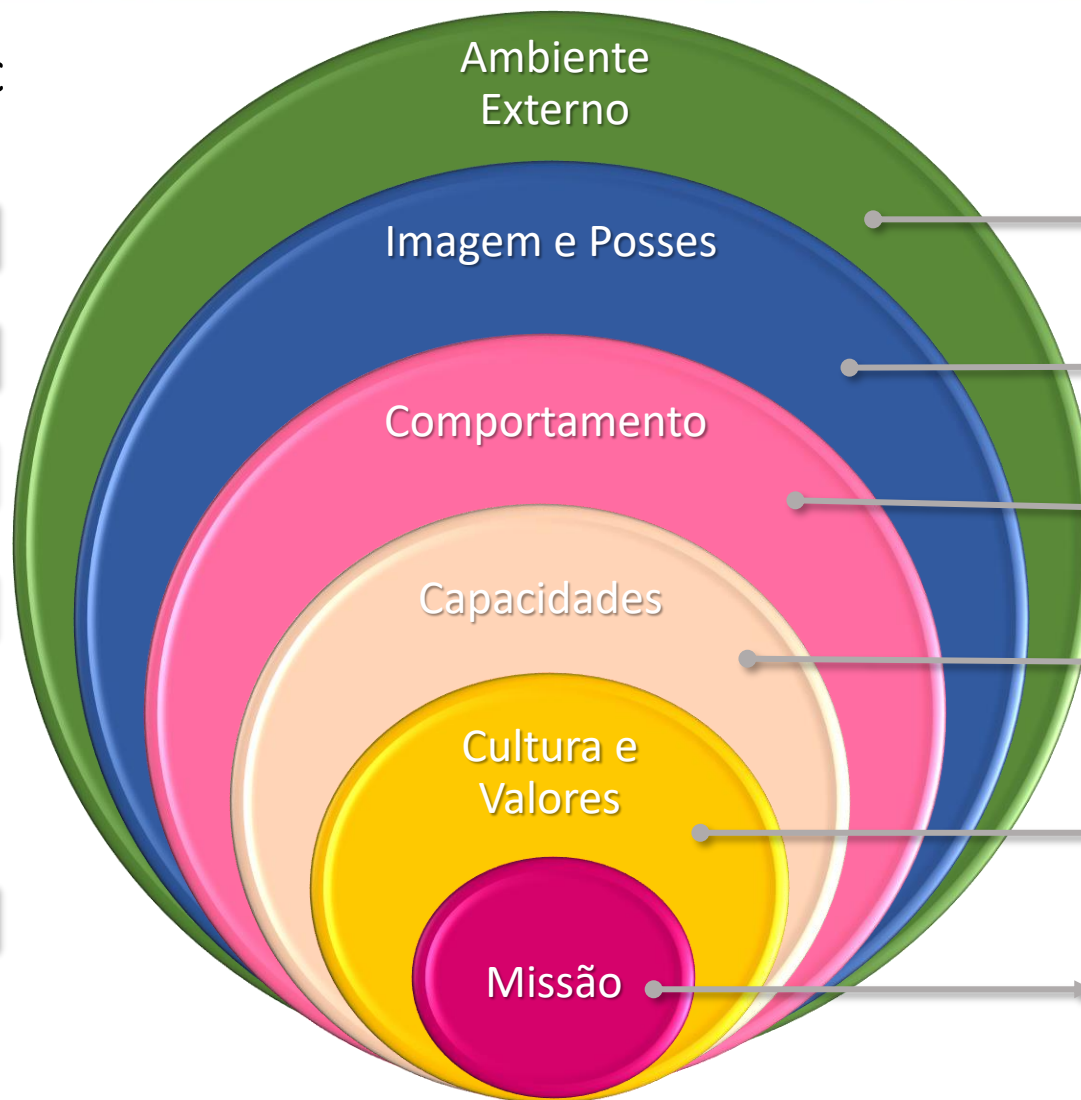 Ambiente
Externo
Imagem e Posses
Comportamento
Capacidades
Cultura e
Valores
Missão